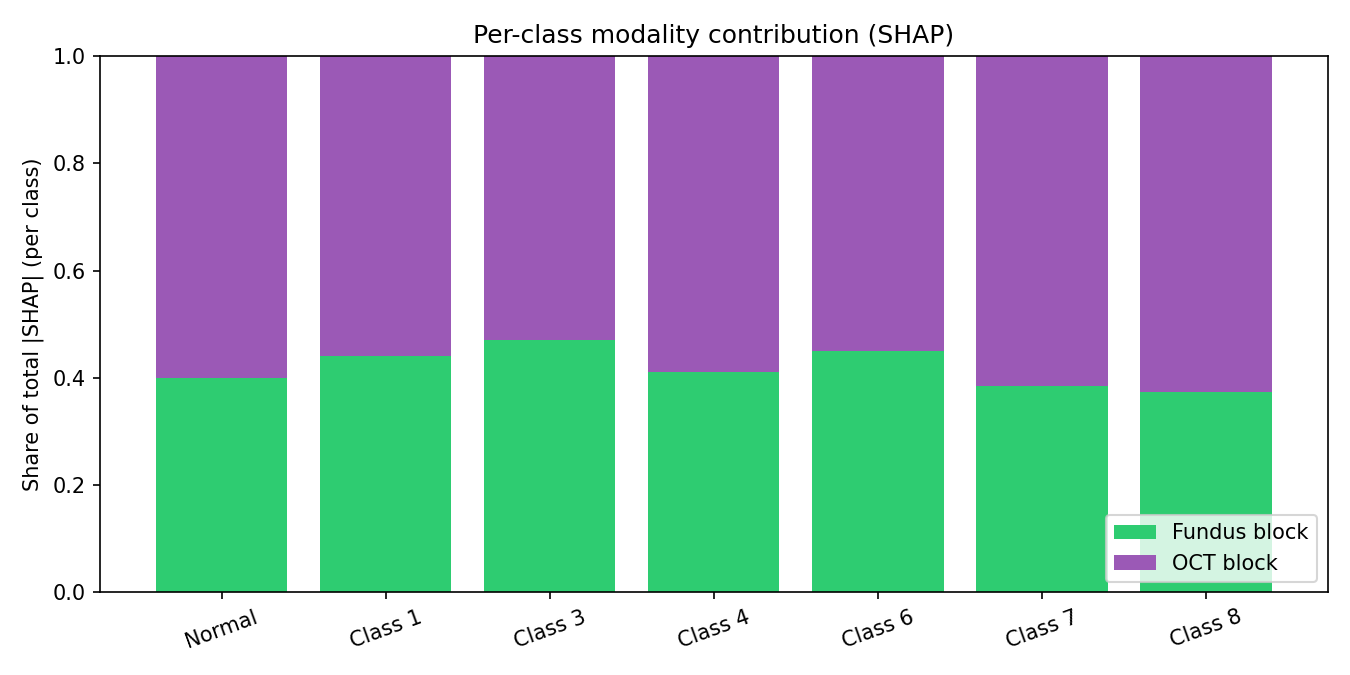 Per-class modality contribution (SHAP)
Share of total |SHAP| (per class)
1.0
0.8
0.6
0.4
0.2
0.0
Normal
Class 1
Class 3
Class 4
Class 6
Class 7
Class 8
Fundus block
OCT block